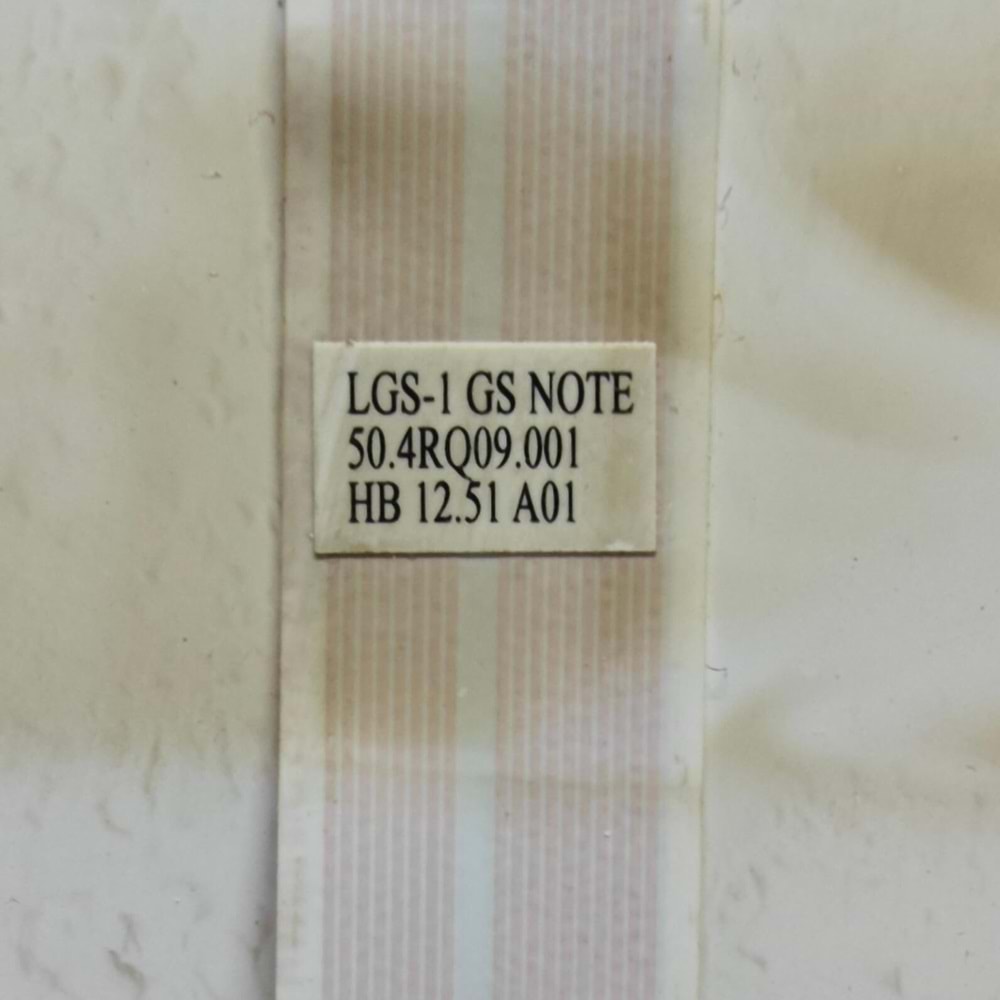 LGS-1 GS NOTE
50.4RQ09.001
HB 12.51 A01